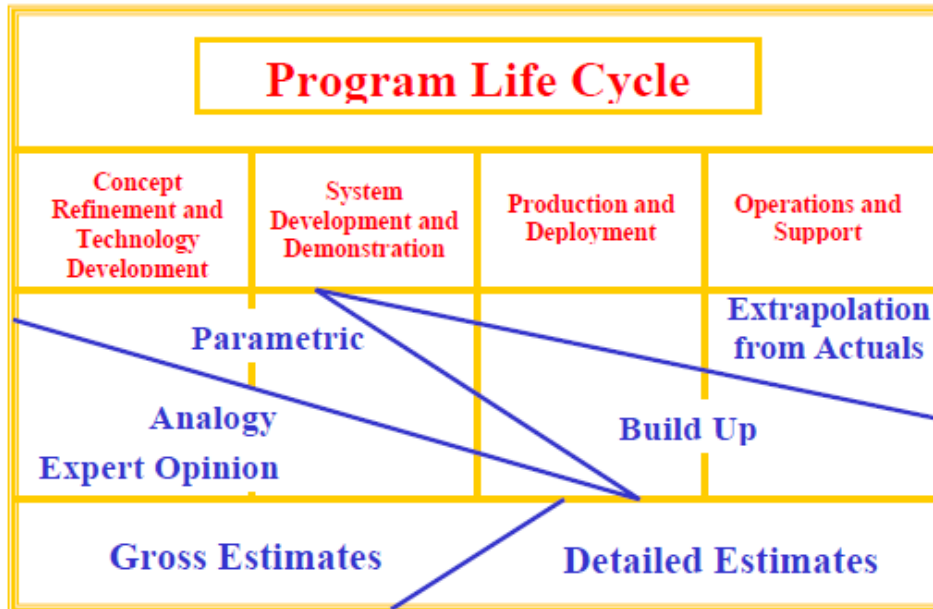 Program Life Cycle
Concept
Refinement and
Technology
Development
System
Development and
Demonstration
Production and
Deployment
Operations and
Support
Parametric
Extrapolation
from Actuals
Analogy
Build Up
Expert Opinion
Gross Estimates
Detailed Estimates